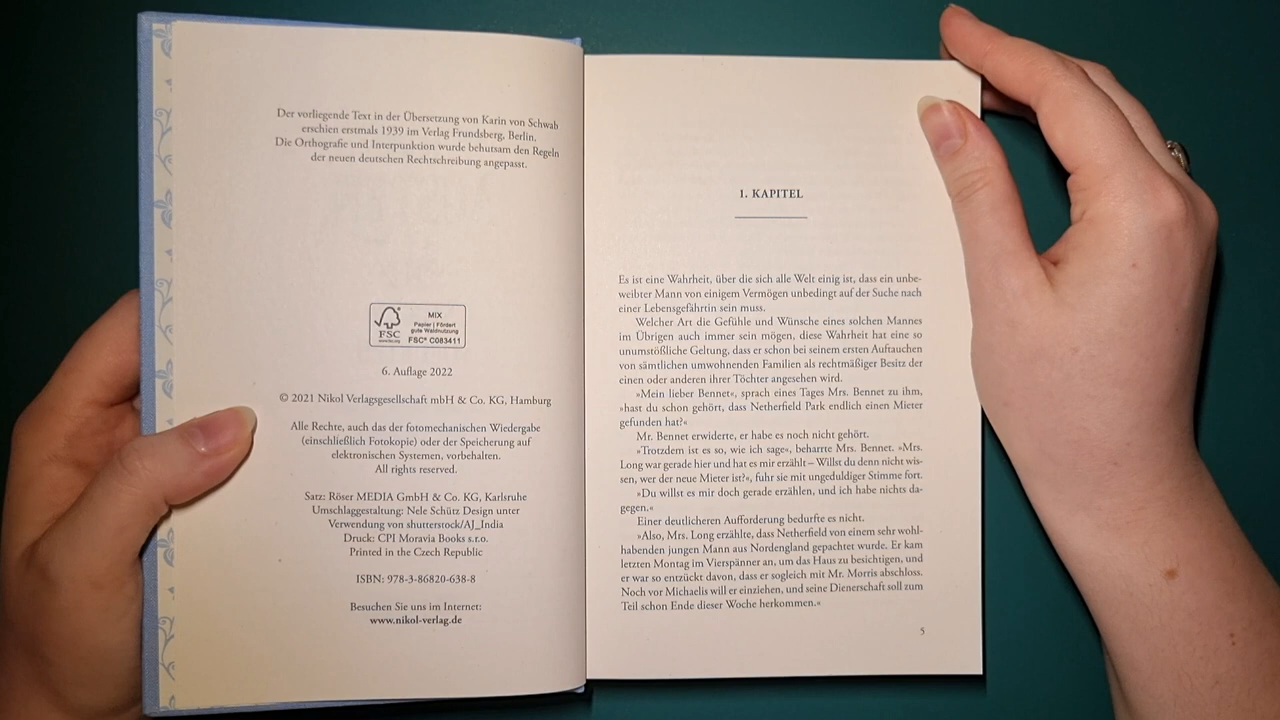 Der vorliegende Text in der Übersetzung von Karin von Schwab
erschien erstmals 1939 im Verlag Frundsberg, Berlin.
Die Orthografie und Interpunktion wurde behutsam den Regeln
der neuen deutschen Rechtschreibung angepasst.
FSC
www.fsc.org
MIX
Papier | Fördert
gute Waldnutzung
FSC® C083411
6. Auflage 2022
© 2021 Nikol Verlagsgesellschaft mbH & Co. KG, Hamburg
Alle Rechte, auch das der fotomechanischen Wiedergabe
(einschließlich Fotokopie) oder der Speicherung auf
elektronischen Systemen, vorbehalten.
All rights reserved.
Satz: Röser MEDIA GmbH & Co. KG, Karlsruhe
Umschlaggestaltung: Nele Schütz Design unter
Verwendung von shutterstock/AJ_India
Druck: CPI Moravia Books s.r.o.
Printed in the Czech Republic
ISBN: 978-3-86820-638-8
Besuchen Sie uns im Internet:
www.nikol-verlag.de
1. KAPITEL
Es ist eine Wahrheit, über die sich alle Welt einig ist, dass ein unbe-
weibter Mann von einigem Vermögen unbedingt auf der Suche nach
einer Lebensgefährtin sein muss.
Welcher Art die Gefühle und Wünsche eines solchen Mannes
im Übrigen auch immer sein mögen, diese Wahrheit hat eine so
unumstößliche Geltung, dass er schon bei seinem ersten Auftauchen
von sämtlichen umwohnenden Familien als rechtmäßiger Besitz der
einen oder anderen ihrer Töchter angesehen wird.
»Mein lieber Bennet«, sprach eines Tages Mrs. Bennet zu ihm,
»hast du schon gehört, dass Netherfield Park endlich einen Mieter
gefunden hat?«
Mr. Bennet erwiderte, er habe es noch nicht gehört.
»Trotzdem ist es so, wie ich sage«, beharrte Mrs. Bennet. »Mrs.
Long war gerade hier und hat es mir erzählt – Willst du denn nicht wis-
sen, wer der neue Mieter ist?«, fuhr sie mit ungeduldiger Stimme fort.
»Du willst es mir doch gerade erzählen, und ich habe nichts da-
gegen.«
Einer deutlicheren Aufforderung bedurfte es nicht.
»Also, Mrs. Long erzählte, dass Netherfield von einem sehr wohl-
habenden jungen Mann aus Nordengland gepachtet wurde. Er kam
letzten Montag im Vierspänner an, um das Haus zu besichtigen, und
er war so entzückt davon, dass er sogleich mit Mr. Morris abschloss.
Noch vor Michaelis will er einziehen, und seine Dienerschaft soll zum
Teil schon Ende dieser Woche herkommen.«
5